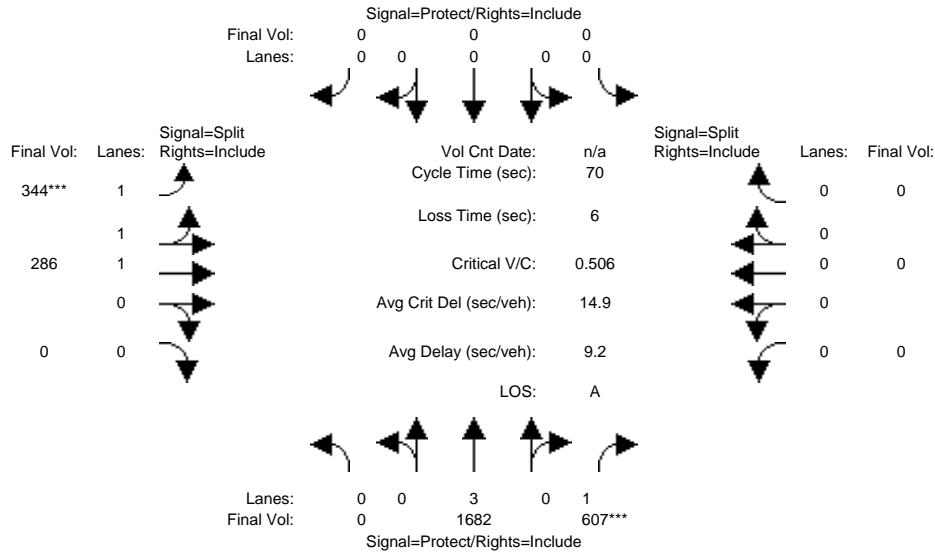 Signal=Protect/Rights=Include
Final Vol: 0 0 0
Lanes: 0 0 0 0 0
Signal=Split Signal=Split
Final Vol: Lanes: Rights=Include Vol Cnt Date: n/a Rights=Include Lanes: Final Vol:
Cycle Time (sec): 70
344*** 1 0 0
Loss Time (sec): 6
1 0
286 1 Critical V/C: 0.506 0 0
0 Avg Crit Del (sec/veh): 14.9 0
0 0 Avg Delay (sec/veh): 9.2 0 0
LOS: A
Lanes: 0 0 3 0 1
Final Vol: 0 1682 607***
Signal=Protect/Rights=Include